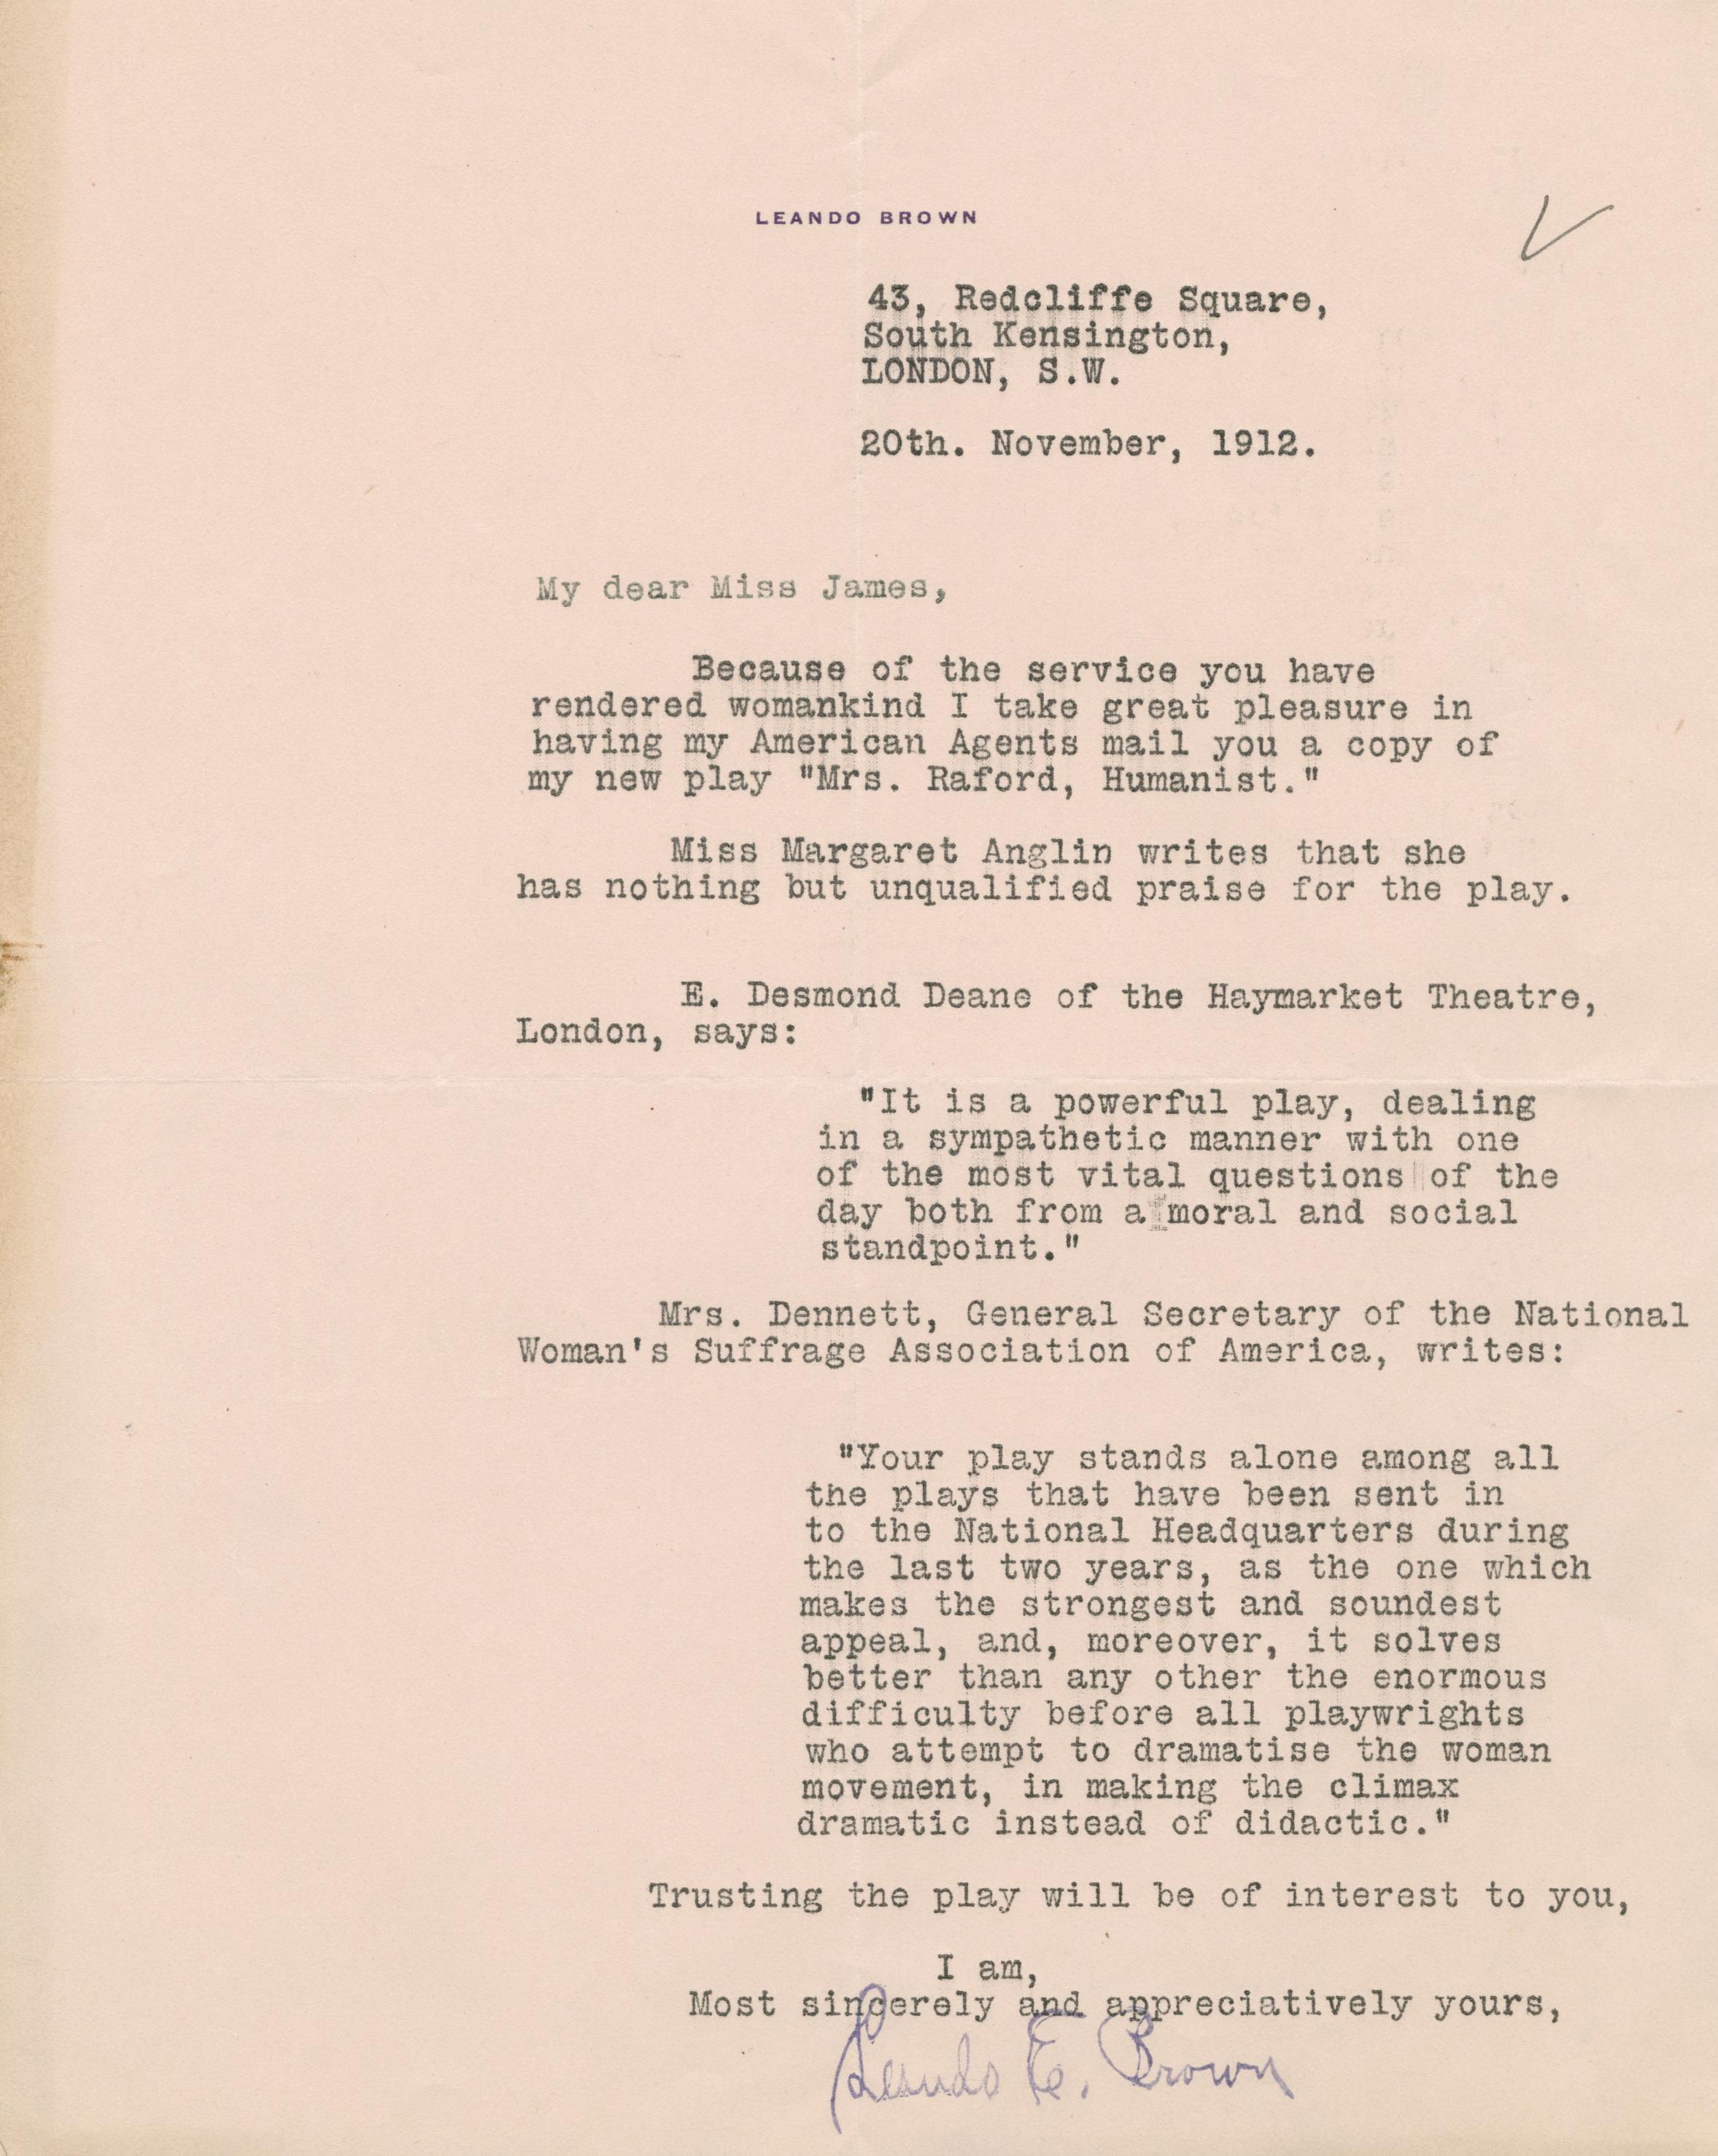 LEANDO BROWN
43, Redcliffe Square,
South Kensington,
LONDON, S.W.
20th. November, 1912.
My dear Miss James,
Because of the service you have
rendered womankind I take great pleasure in
having my American Agents mail you a copy of
my new play "Mrs. Raford, Humanist."
Miss Margaret Anglin writes that she
has nothing but unqualified praise for the play.
E. Desmond Deane of the Haymarket Theatre,
London, says:
"It is a powerful play, dealing
in a sympathetic manner with one
of the most vital questions of the
day both from a moral and social
standpoint."
Mrs. Dennett, General Secretary of the National
Woman's Suffrage Association of America, writes:
"Your play stands alone among all
the plays that have been sent in
to the National Headquarters during
the last two years, as the one which
makes the strongest and soundest
appeal, and, moreover, it solves
better than any other the enormous
difficulty before all playwrights
who attempt to dramatise the woman
movement, in making the climax
dramatic instead of didactic."
Trusting the play will be of interest to you,
I am,
Most sincerely and appreciatively yours,
Leando E. Brown